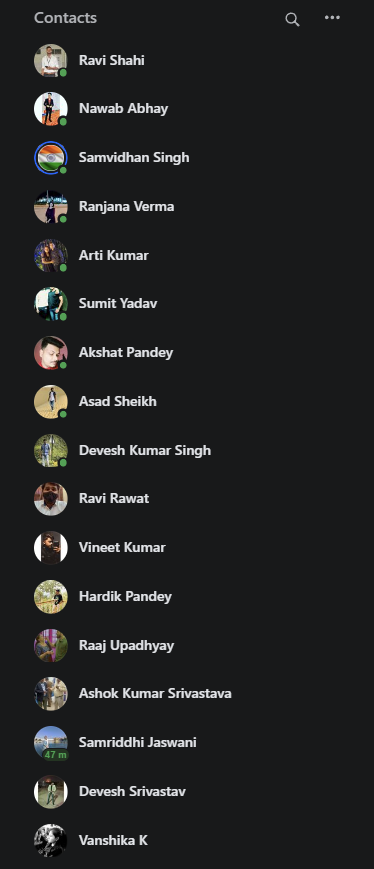 Contacts
Ravi Shahi
Nawab Abhay
Samvidhan Singh
Ranjana Verma
Arti Kumar
Sumit Yadav
Akshat Pandey
Asad Sheikh
Devesh Kumar Singh
Ravi Rawat
Vineet Kumar
Hardik Pandey
Raaj Upadhyay
Ashok Kumar Srivastava
Samriddhi Jaswani
47 m
Devesh Srivastav
Vanshika K